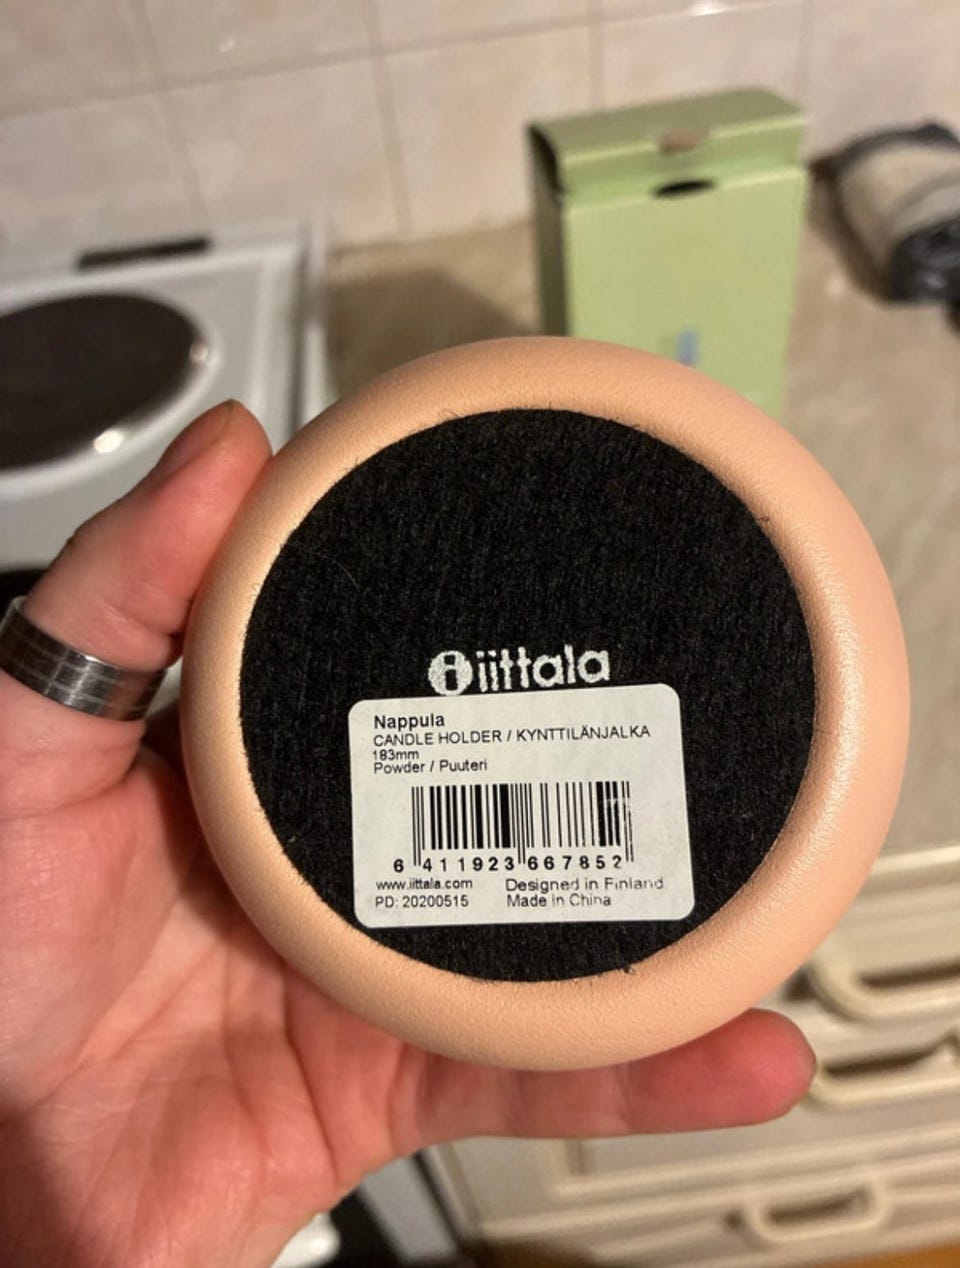 iittala
Nappula
CANDLE HOLDER / KYNTTILÄNJALKA
183mm
Powder / Puuteri
6 411923 667852
www.iittala.com Designed in Finland
PD: 20200515 Made in China